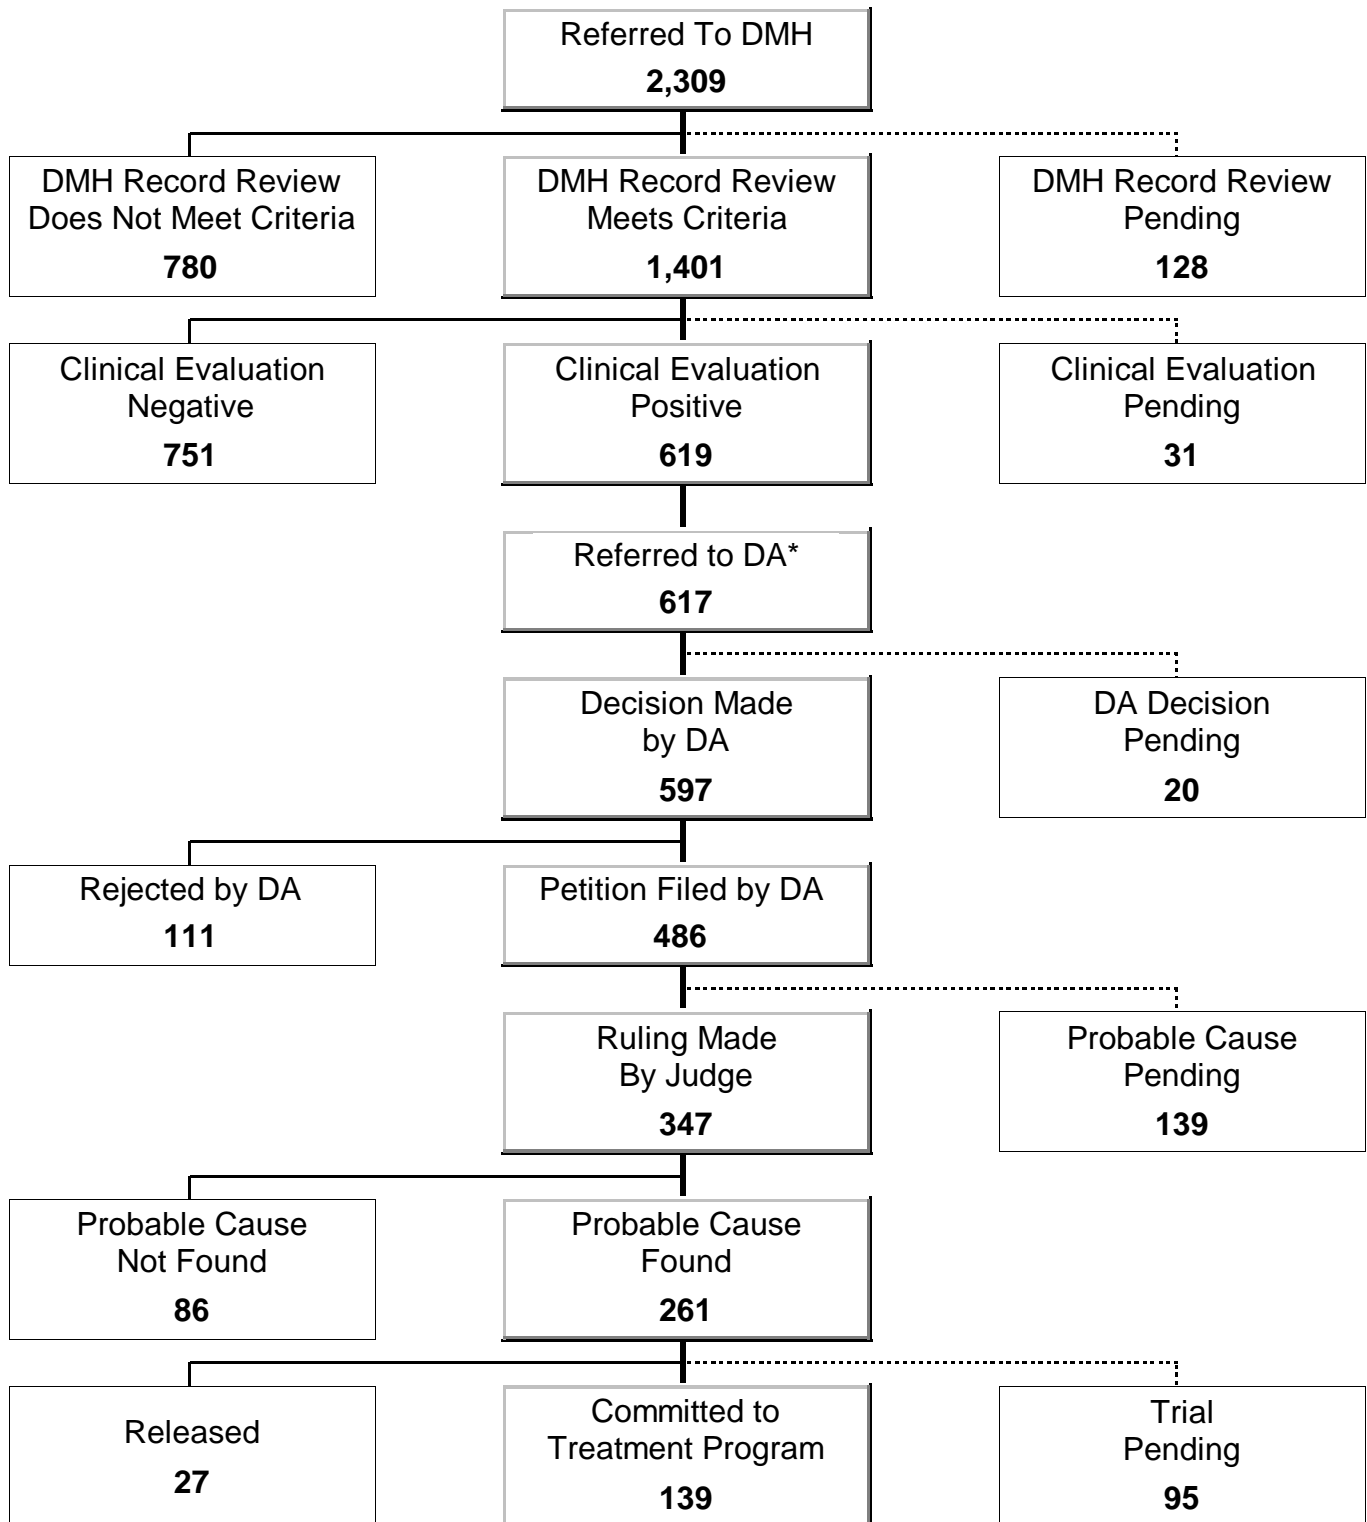 Referred To DMH
2,309
DMH Record Review
Does Not Meet Criteria
780
DMH Record Review
Meets Criteria
1,401
DMH Record Review
Pending
128
Clinical Evaluation
Negative
751
Clinical Evaluation
Positive
619
Clinical Evaluation
Pending
31
Referred to DA*
617
Decision Made
by DA
597
DA Decision
Pending
20
Rejected by DA
111
Petition Filed by DA
486
Ruling Made
By Judge
347
Probable Cause
Pending
139
Probable Cause
Not Found
86
Probable Cause
Found
261
Released
27
Committed to
Treatment Program
139
Trial
Pending
95